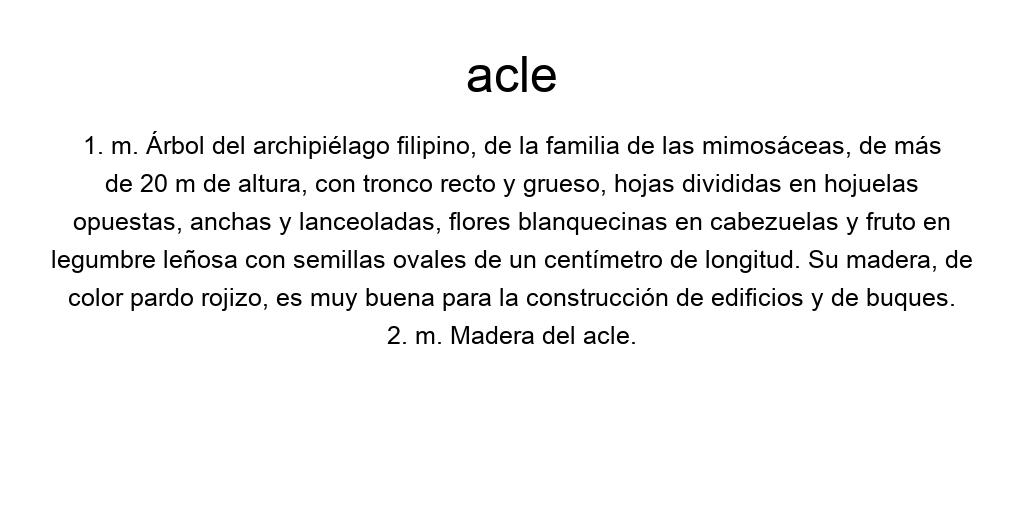 acle
1. m. Árbol del archipiélago filipino, de la familia de las mimosáceas, de más
de 20 m de altura, con tronco recto y grueso, hojas divididas en hojuelas
opuestas, anchas y lanceoladas, flores blanquecinas en cabezuelas y fruto en
legumbre leñosa con semillas ovales de un centímetro de longitud. Su madera, de
color pardo rojizo, es muy buena para la construcción de edificios y de buques.
2. m. Madera del acle.